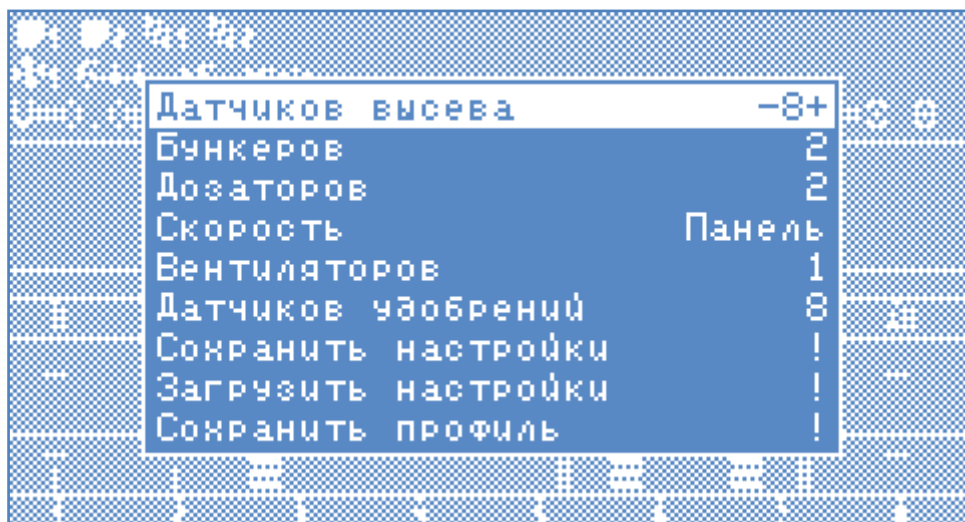 Датчиков высева -8+
Бункеров 2
Дозаторов 2
Скорость Панель
Вентиляторов 1
Датчиков удобрений 8
Сохранить настройки !
Загрузить настройки !
Сохранить профиль !